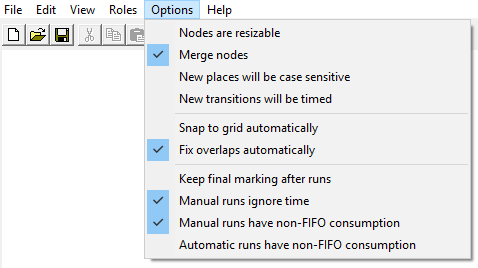 File Edit View Roles Options Help
Nodes are resizable
Merge nodes
New places will be case sensitive
New transitions will be timed
Snap to grid automatically
Fix overlaps automatically
Keep final marking after runs
Manual runs ignore time
Manual runs have non-FIFO consumption
Automatic runs have non-FIFO consumption